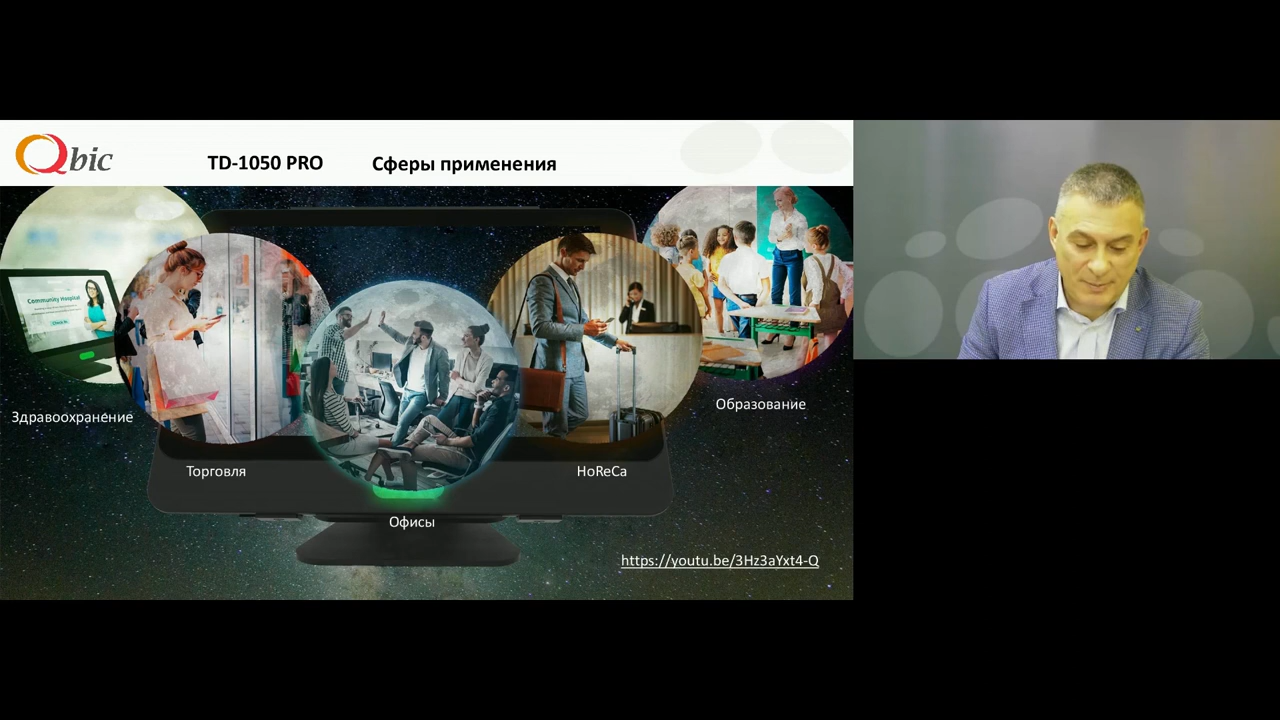 Qbic
TD-1050 PRO Сферы применения
Community Hospital
Здравоохранение
Образование
Торговля
HoReCa
Офисы
https://youtu.be/3Hz3aYxt4-Q